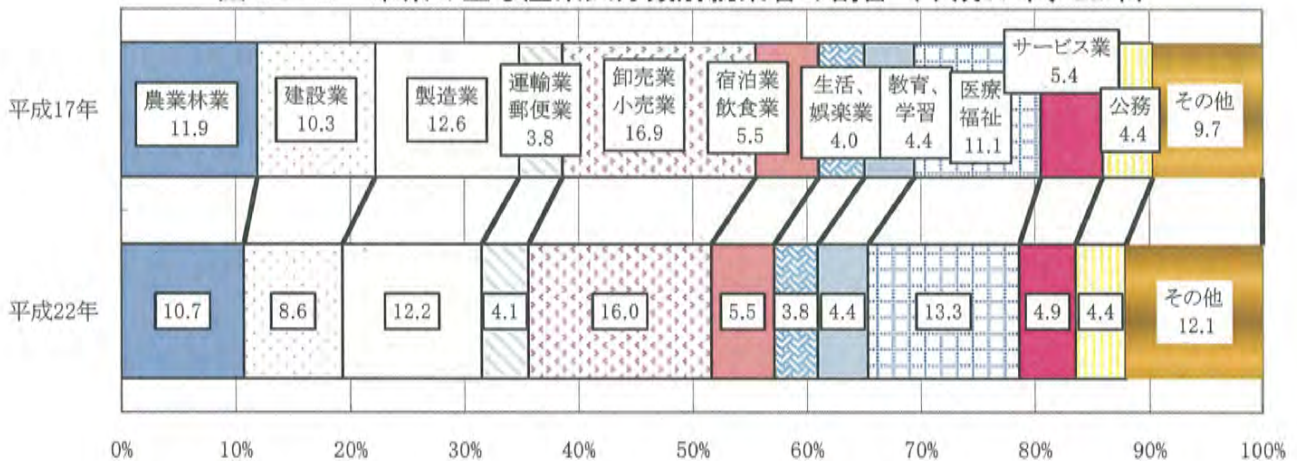 平成17年
農業林業
11.9
建設業
10.3
製造業
12.6
運輸業
郵便業
3.8
卸売業
小売業
16.9
宿泊業
飲食業
5.5
生活、
娯楽業
4.0
教育、
学習
4.4
医療
福祉
11.1
サービス業
5.4
公務
4.4
その他
9.7
平成22年
10.7
8.6
12.2
4.1
16.0
5.5
3.8
4.4
13.3
4.9
4.4
その他
12.1
0% 10% 20% 30% 40% 50% 60% 70% 80% 90% 100%